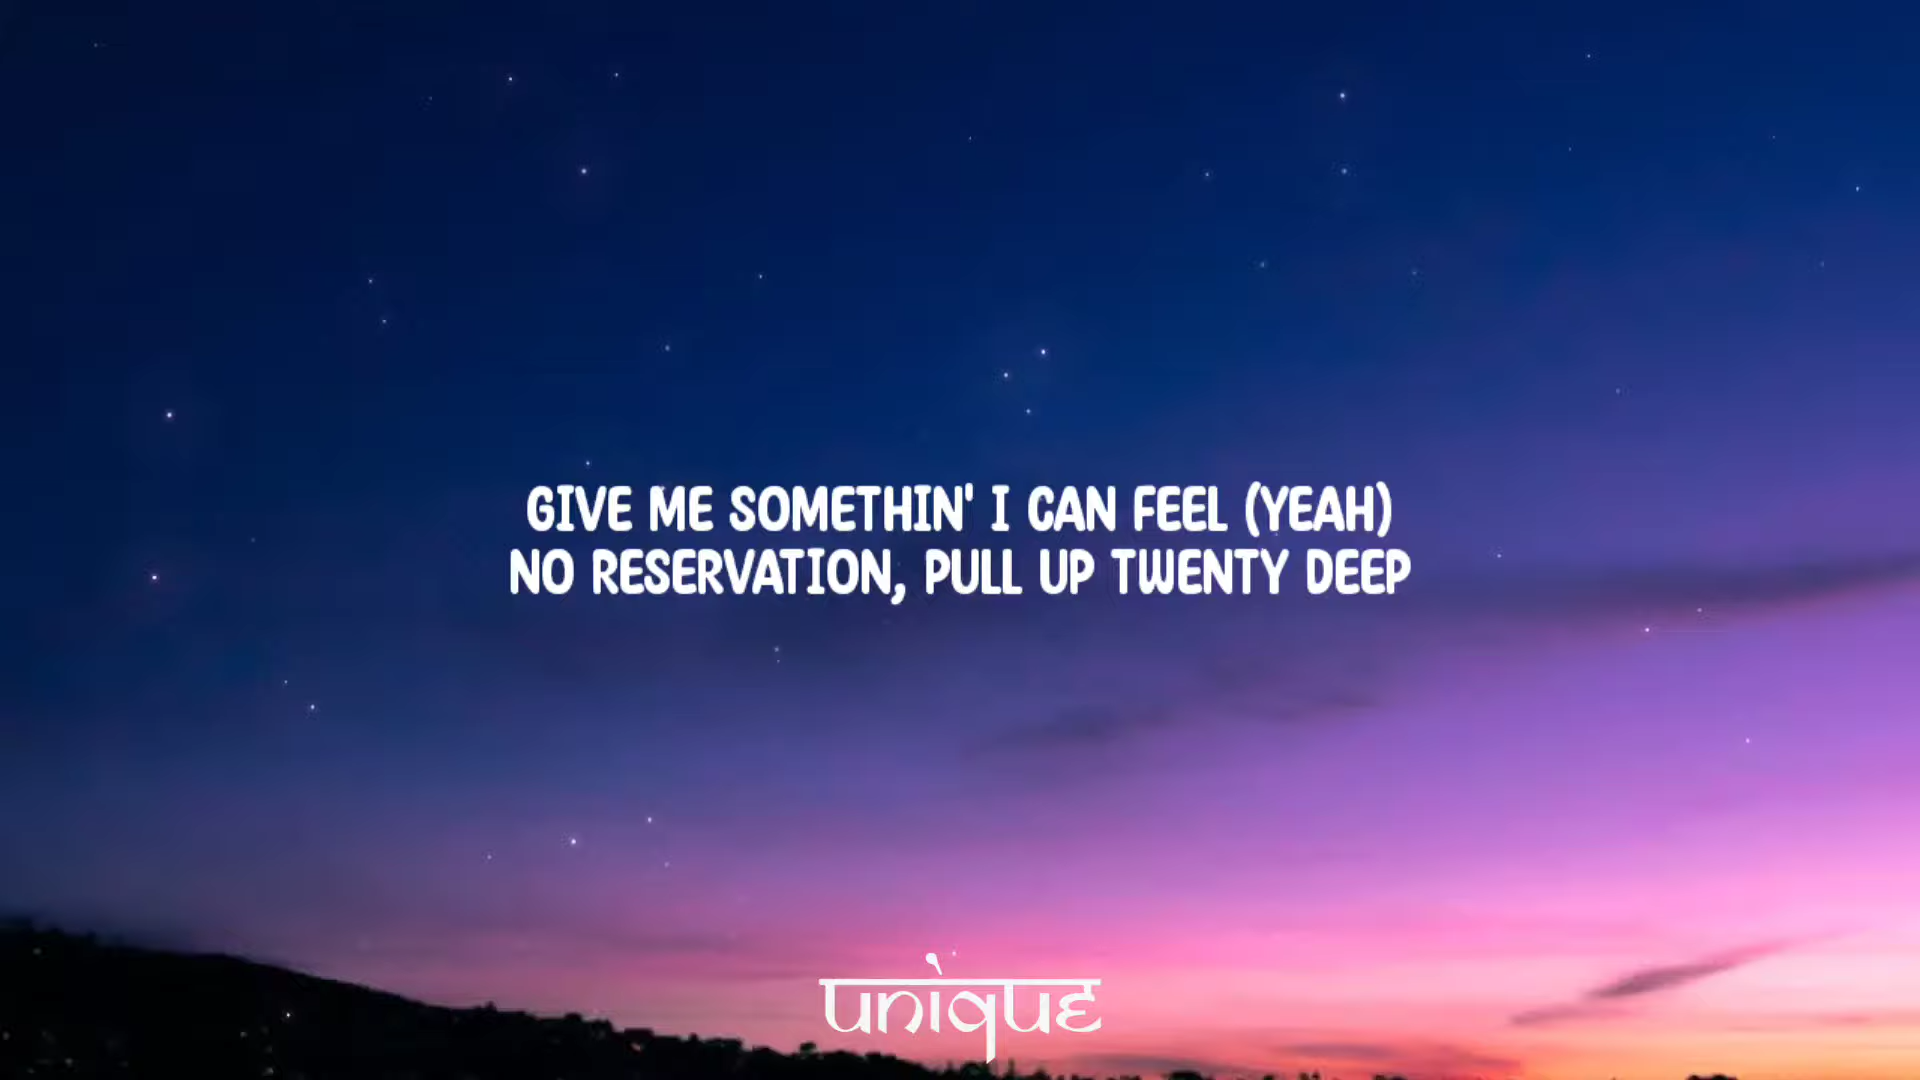 GIVE ME SOMETHIN' I CAN FEEL (YEAH)
NO RESERVATION, PULL UP TWENTY DEEP
unique